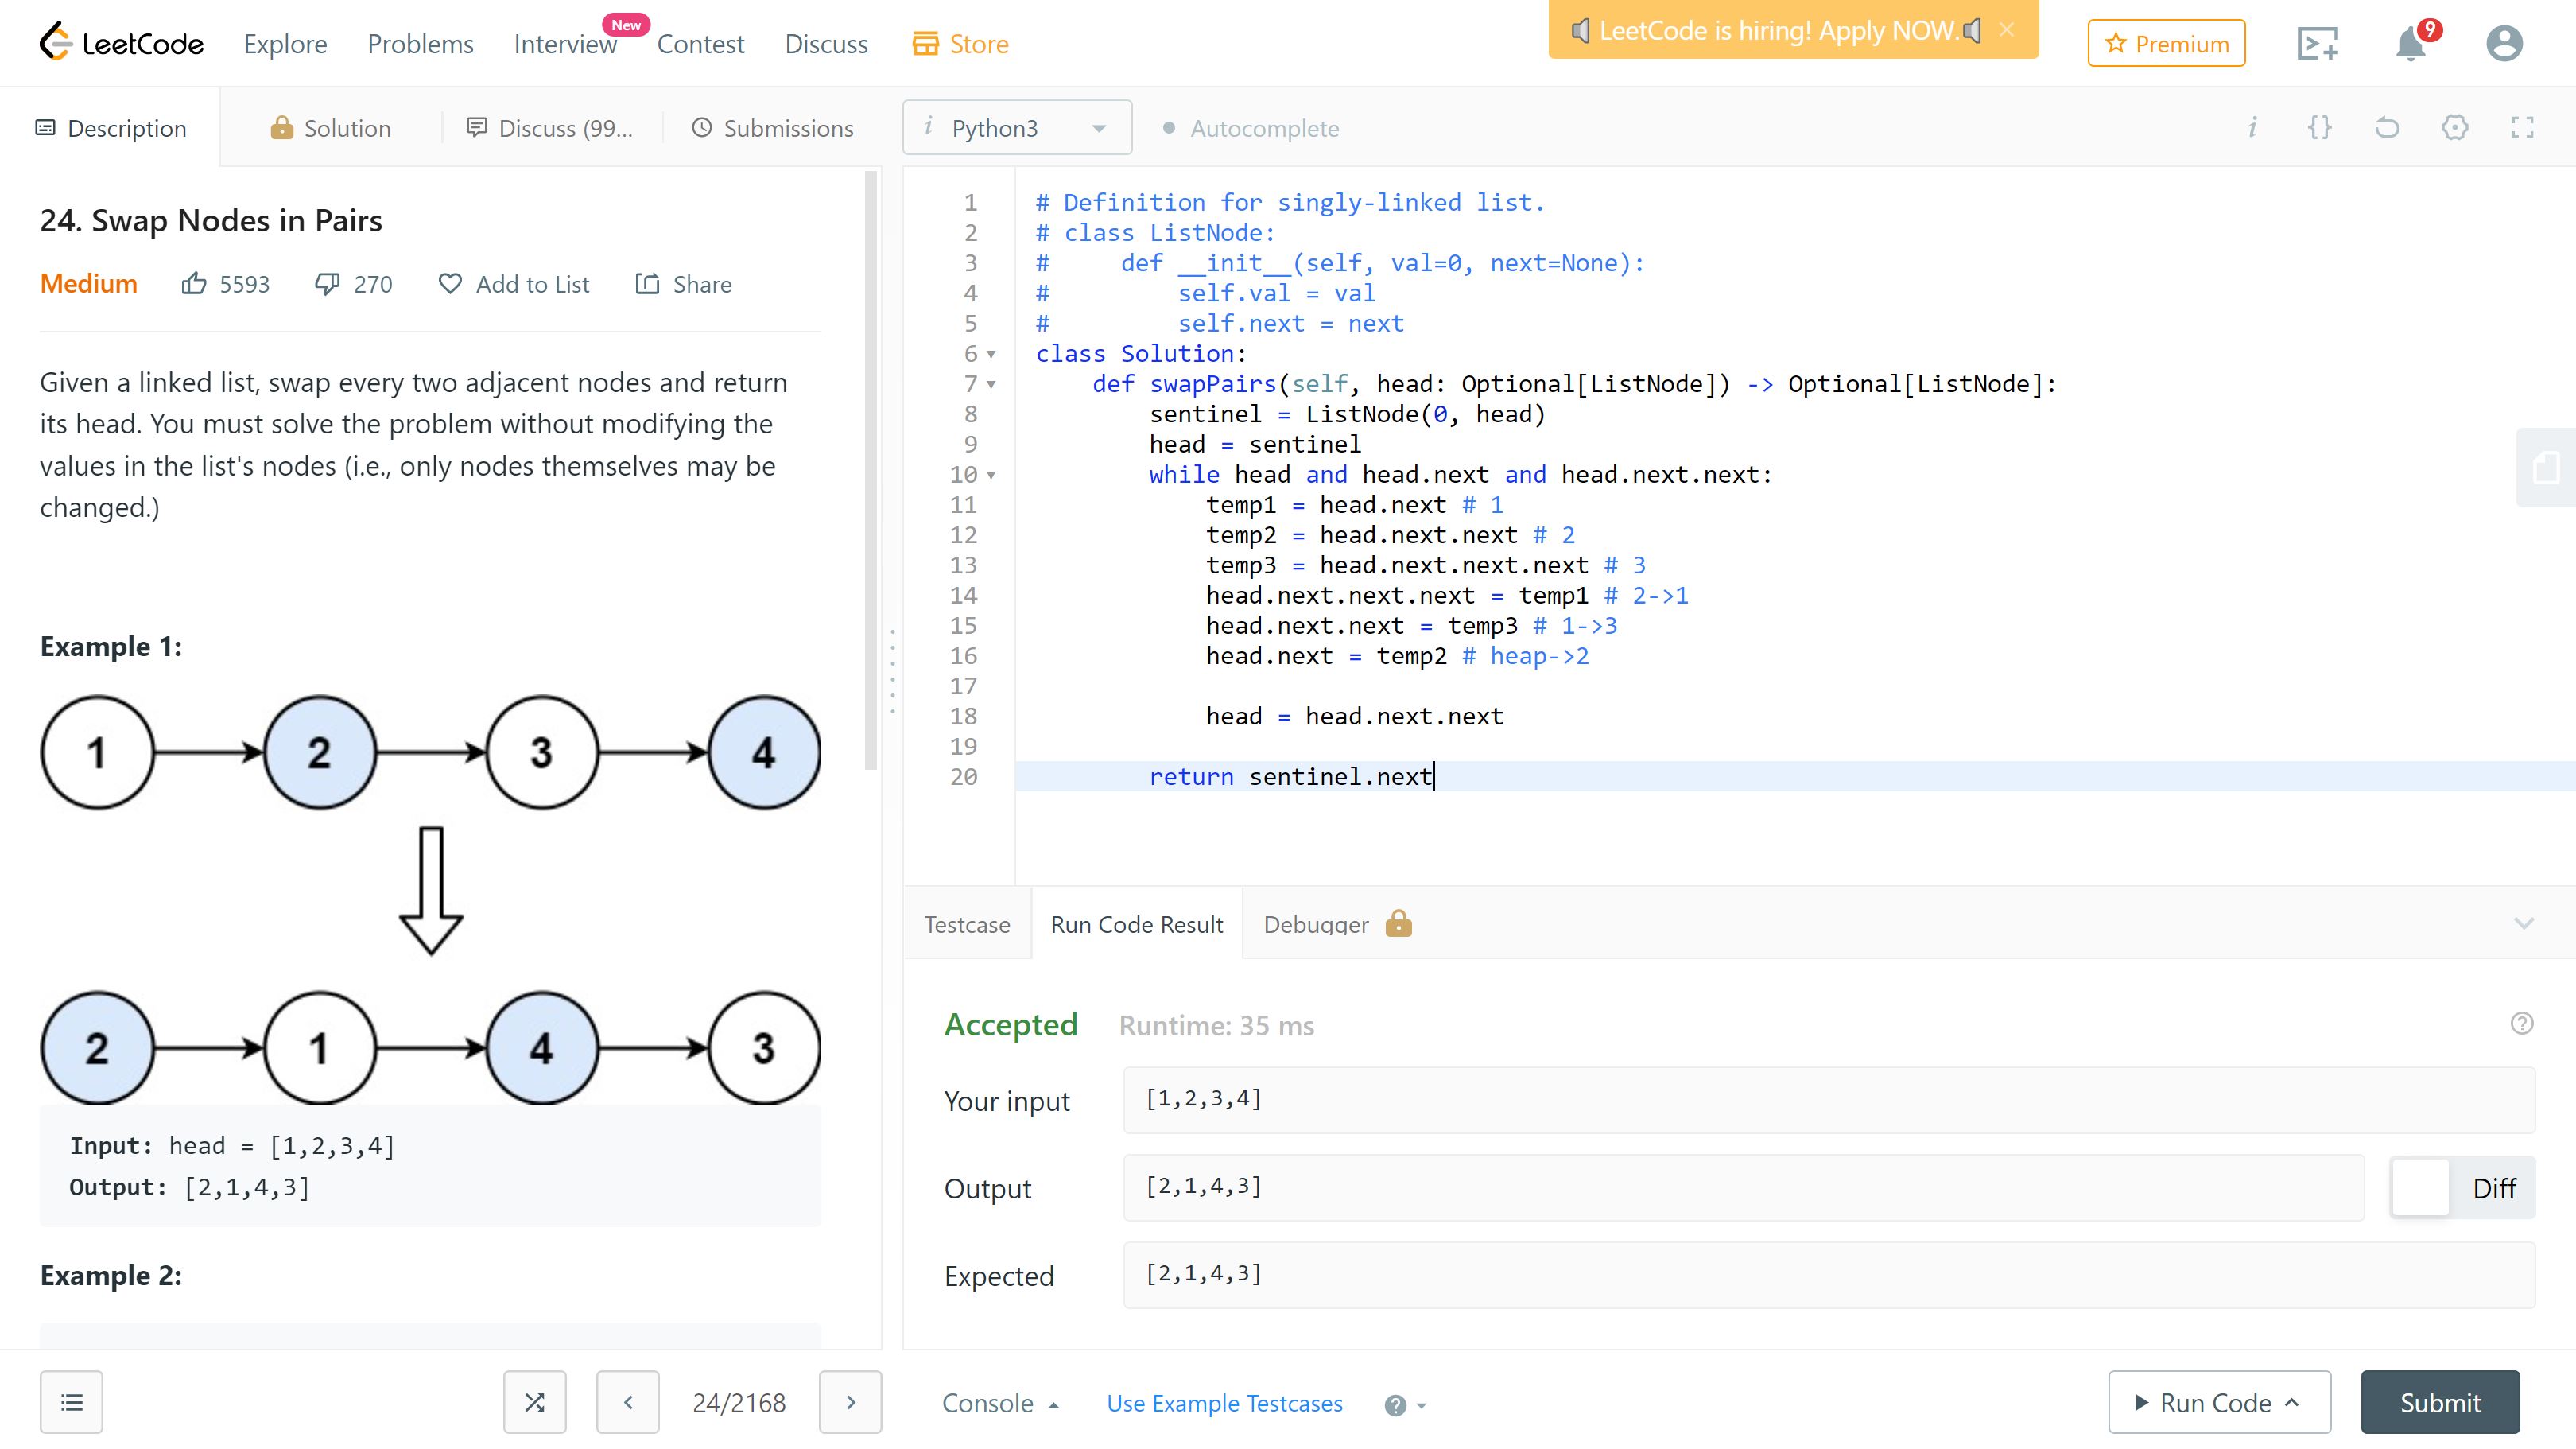 LeetCode Explore Problems Interview New Contest Discuss Store LeetCode is hiring! Apply NOW. Premium 9
Description Solution Discuss (99... Submissions
24. Swap Nodes in Pairs
Medium 5593 270 Add to List Share
Given a linked list, swap every two adjacent nodes and return
its head. You must solve the problem without modifying the
values in the list's nodes (i.e., only nodes themselves may be
changed.)
Example 1:
1 2 3 4
2 1 4 3
Input: head = [1,2,3,4]
Output: [2,1,4,3]
Example 2:
24/2168
i Python3 Autocomplete i {}
1 # Definition for singly-linked list.
2 # class ListNode:
3 #     def __init__(self, val=0, next=None):
4 #         self.val = val
5 #         self.next = next
6 class Solution:
7     def swapPairs(self, head: Optional[ListNode]) -> Optional[ListNode]:
8         sentinel = ListNode(0, head)
9         head = sentinel
10         while head and head.next and head.next.next:
11             temp1 = head.next # 1
12             temp2 = head.next.next # 2
13             temp3 = head.next.next.next # 3
14             head.next.next.next = temp1 # 2->1
15             head.next.next = temp3 # 1->3
16             head.next = temp2 # heap->2
17
18             head = head.next.next
19
20         return sentinel.next
Testcase Run Code Result Debugger
Accepted Runtime: 35 ms ?
Your input [1,2,3,4]
Output [2,1,4,3] Diff
Expected [2,1,4,3]
Console Use Example Testcases ? Run Code Submit